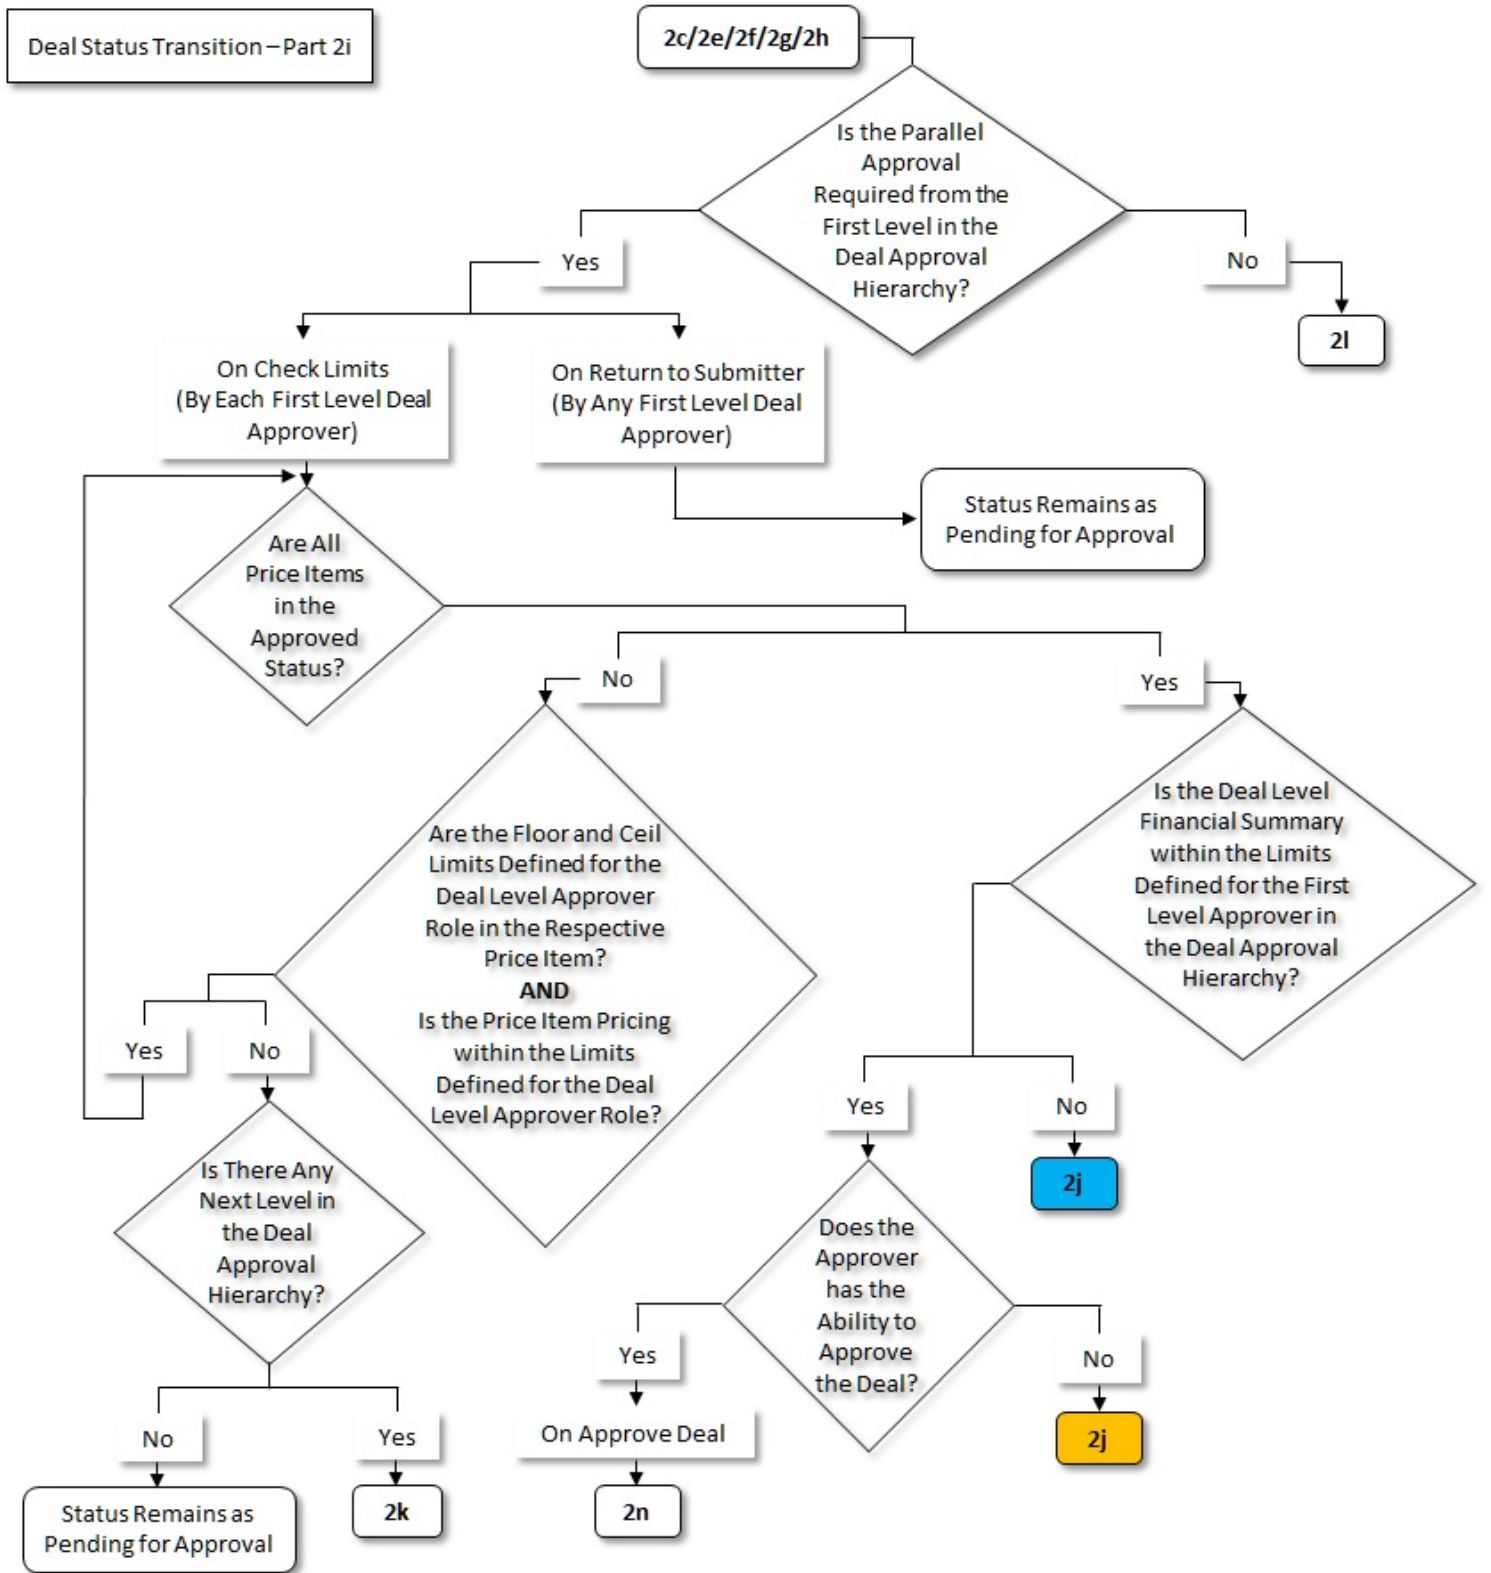 Deal Status Transition – Part 2i
2c/2e/2f/2g/2h
Is the Parallel
Approval
Required from the
First Level in the
Deal Approval
Hierarchy?
Yes
No
2l
On Check Limits
(By Each First Level Deal
Approver)
On Return to Submitter
(By Any First Level Deal
Approver)
Status Remains as
Pending for Approval
Are All
Price Items
in the
Approved
Status?
No
Yes
Are the Floor and Ceil
Limits Defined for the
Deal Level Approver
Role in the Respective
Price Item?
AND
Is the Price Item Pricing
within the Limits
Defined for the Deal
Level Approver Role?
Is the Deal Level
Financial Summary
within the Limits
Defined for the First
Level Approver in
the Deal Approval
Hierarchy?
Yes
No
Yes
No
2j
Is There Any
Next Level in
the Deal
Approval
Hierarchy?
Does the
Approver
has the
Ability to
Approve
the Deal?
Yes
No
2j
No
Yes
On Approve Deal
Status Remains as
Pending for Approval
2k
2n